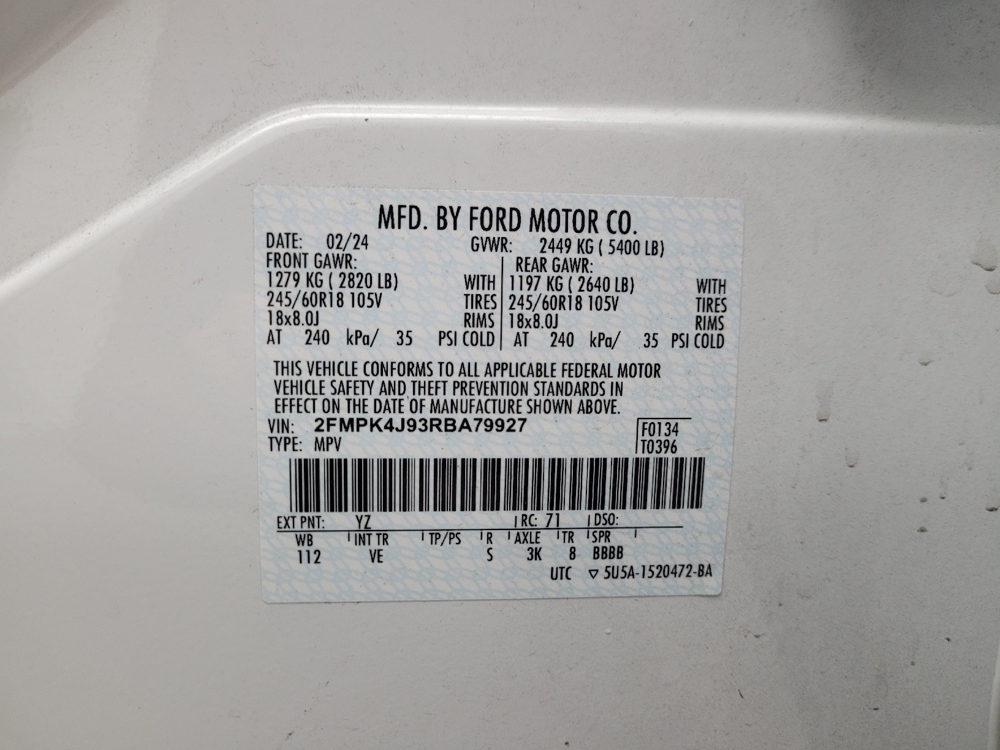 MFD. BY FORD MOTOR CO.
DATE: 02/24 GVWR: 2449 KG ( 5400 LB)
FRONT GAWR: REAR GAWR:
1279 KG ( 2820 LB) WITH 1197 KG ( 2640 LB) WITH
245/60R18 105V TIRES 245/60R18 105V TIRES
18x8.0J RIMS 18x8.0J RIMS
AT 240 kPa/ 35 PSI COLD AT 240 kPa/ 35 PSI COLD
THIS VEHICLE CONFORMS TO ALL APPLICABLE FEDERAL MOTOR
VEHICLE SAFETY AND THEFT PREVENTION STANDARDS IN
EFFECT ON THE DATE OF MANUFACTURE SHOWN ABOVE.
VIN: 2FMPK4J93RBA79927 F0134
TYPE: MPV T0396
EXT PNT: YZ RC: 71 DSO:
WB INT TR TP/PS R AXLE TR SPR
112 VE S 3K 8 BBBB
UTC ▽ 5U5A-1520472-BA